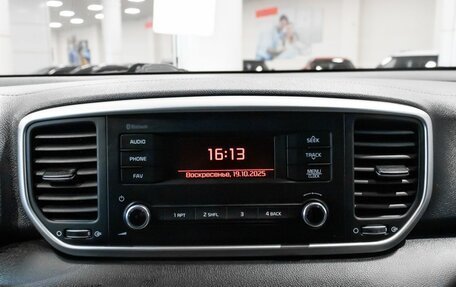 Bluetooth
AUDIO
PHONE
FAV
16:13
Воскресенье, 19.10.2025
SEEK
TRACK
MENU
CLOCK
1 RPT
2 SHFL
3
4 BACK